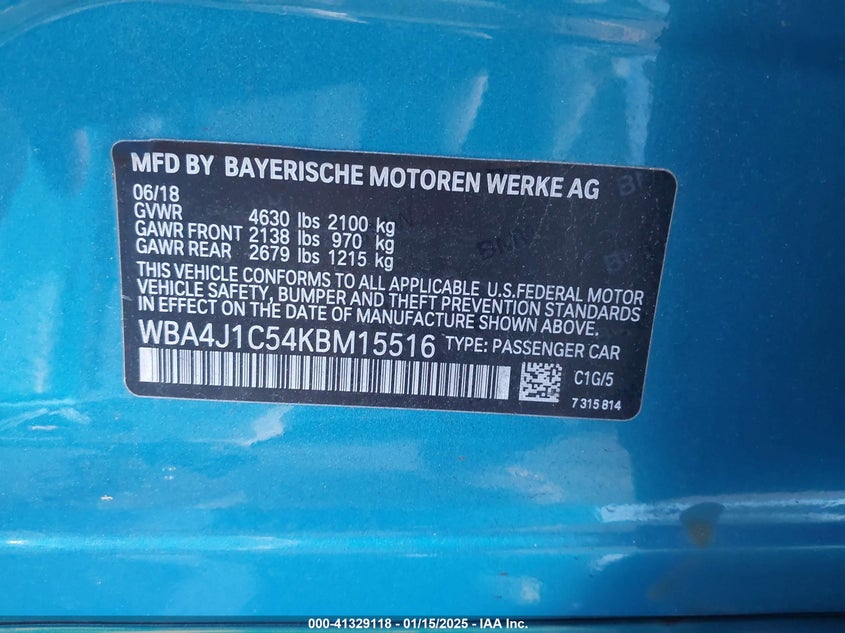 MFD BY BAYERISCHE MOTOREN WERKE AG
06/18
GVWR 4630 lbs 2100 kg
GAWR FRONT 2138 lbs 970 kg
GAWR REAR 2679 lbs 1215 kg
THIS VEHICLE CONFORMS TO ALL APPLICABLE U.S.FEDERAL MOTOR
VEHICLE SAFETY, BUMPER AND THEFT PREVENTION STANDARDS
IN EFFECT ON THE DATE OF MANUFACTURE SHOWN ABOVE.
WBA4J1C54KBM15516 TYPE: PASSENGER CAR
C1G/5
7 315 814
000-41329118 - 01/15/2025 - IAA Inc.